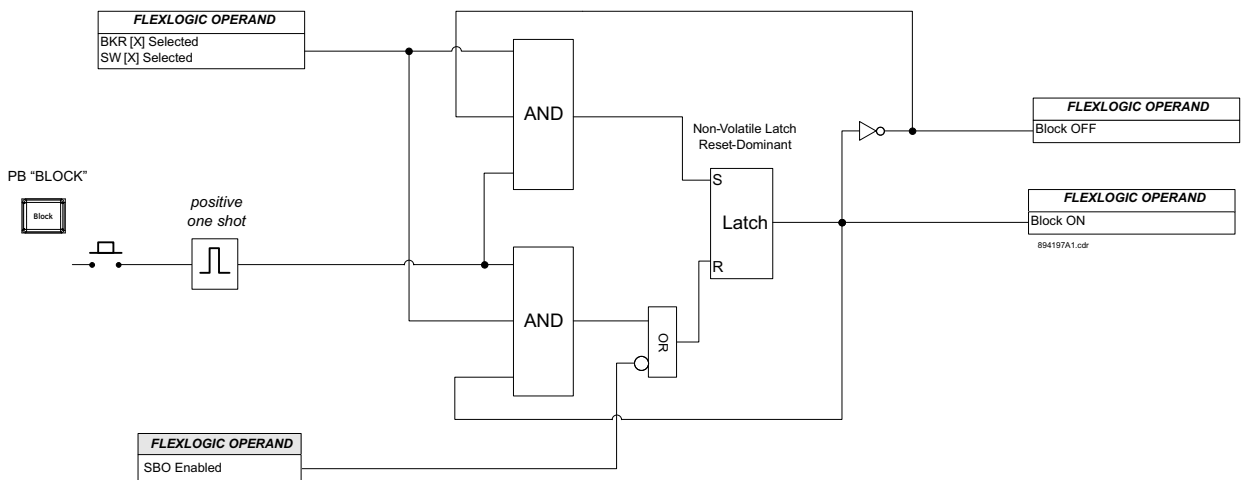 FLEXLOGIC OPERAND
BKR [X] Selected
SW [X] Selected
AND
Non-Volatile Latch
Reset-Dominant
FLEXLOGIC OPERAND
Block OFF
PB “BLOCK”
Block
positive
one shot
S
Latch
R
FLEXLOGIC OPERAND
Block ON
894197A1.cdr
AND
OR
FLEXLOGIC OPERAND
SBO Enabled